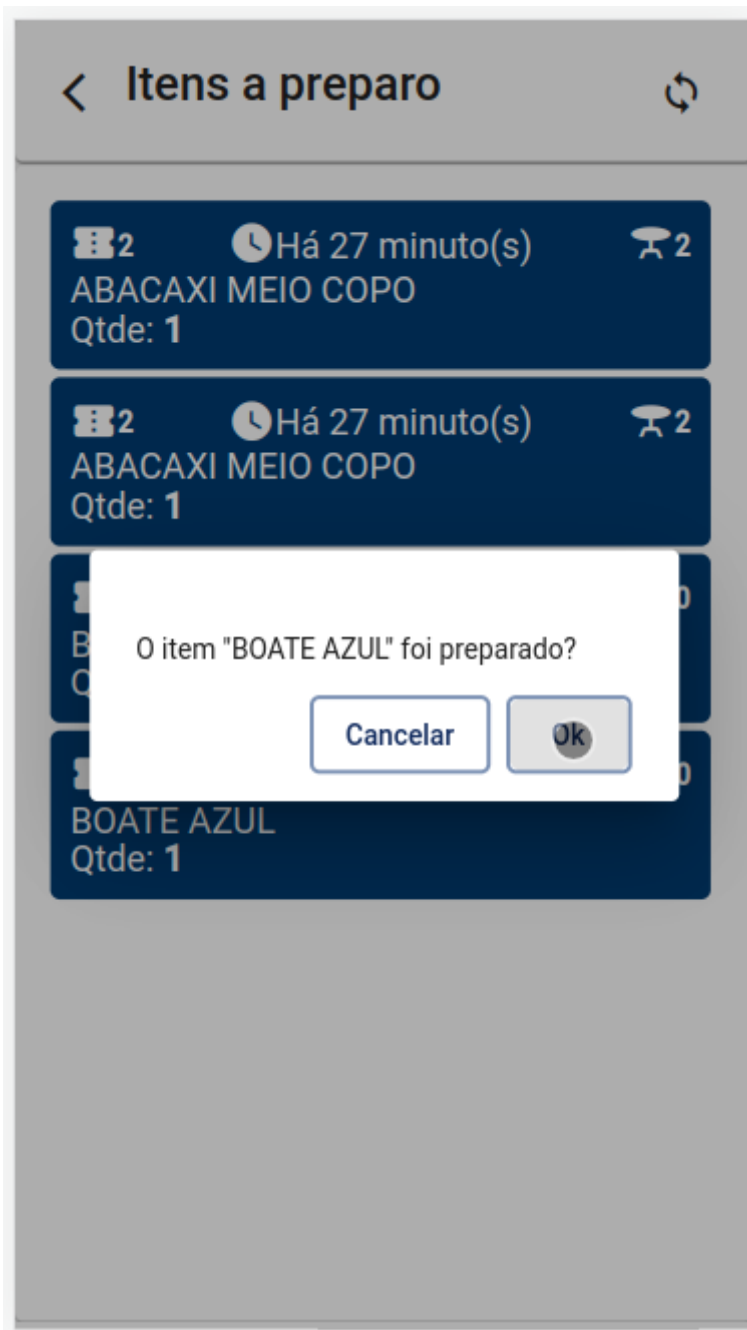 Itens a preparo
2 Há 27 minuto(s) 2
ABACAXI MEIO COPO
Qtde: 1
2 Há 27 minuto(s) 2
ABACAXI MEIO COPO
Qtde: 1
O item "BOATE AZUL" foi preparado?
Cancelar Ok
BOATE AZUL
Qtde: 1